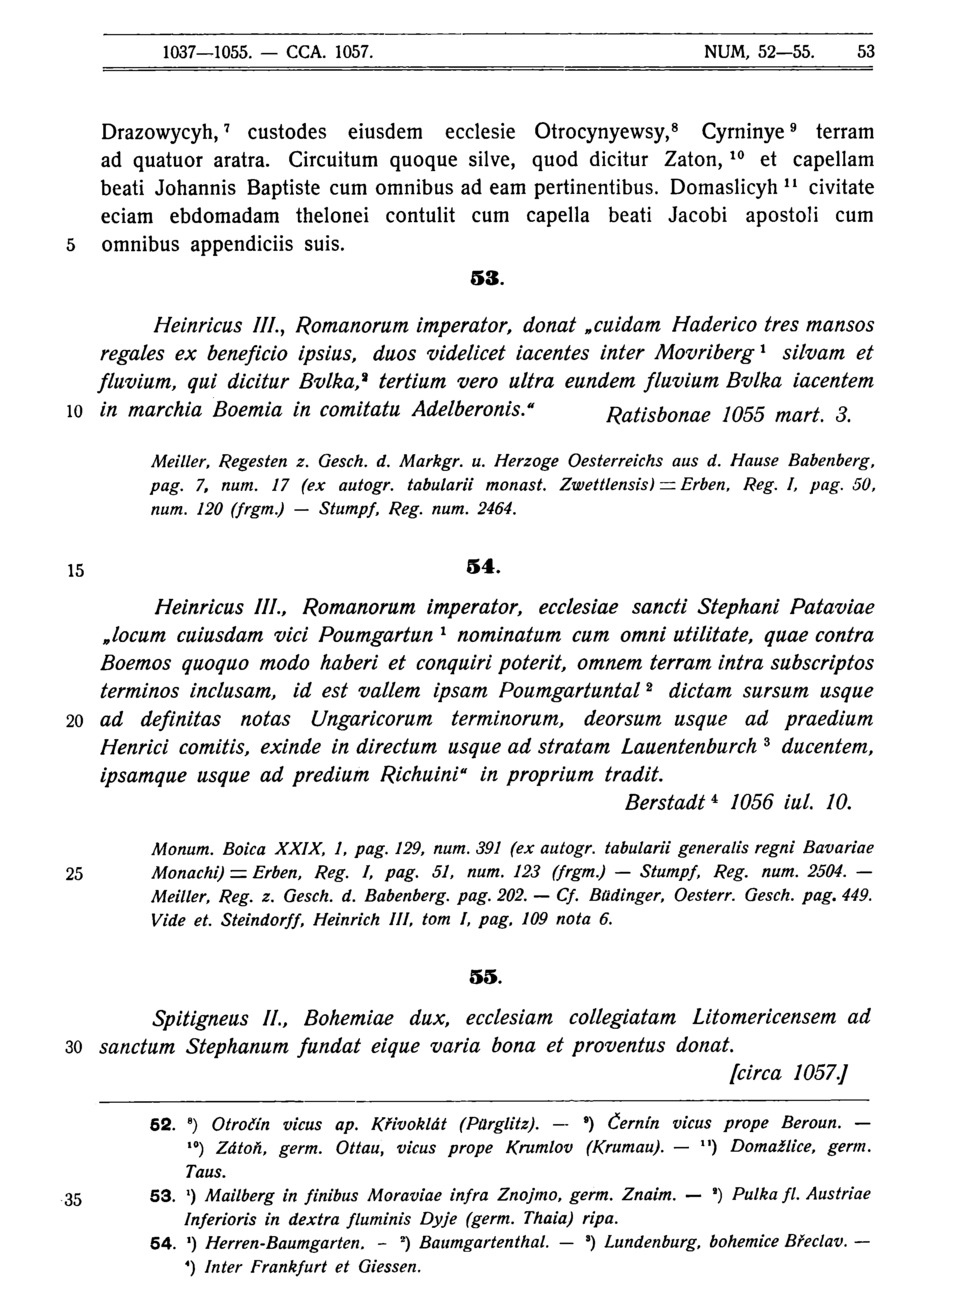 1037—1055. — CCA. 1057. NUM, 52—55. 53
Drazowycyh, ⁷ custodes eiusdem ecclesie Otrocynyewsy,⁸ Cyrninye ⁹ terram
ad quatuor aratra. Circuitum quoque silve, quod dicitur Zaton, ¹⁰ et capellam
beati Johannis Baptiste cum omnibus ad eam pertinentibus. Domaslicyh ¹¹ civitate
eciam ebdomadam thelonei contulit cum capella beati Jacobi apostoli cum
5 omnibus appendiciis suis.
53.
Heinricus III., Romanorum imperator, donat „cuidam Haderico tres mansos
regales ex beneficio ipsius, duos videlicet iacentes inter Movriberg ¹ silvam et
fluvium, qui dicitur Bvlka,² tertium vero ultra eundem fluvium Bvlka iacentem
10 in marchia Boemia in comitatu Adelberonis.“ Ratisbonae 1055 mart. 3.
Meiller, Regesten z. Gesch. d. Markgr. u. Herzoge Oesterreichs aus d. Hause Babenberg,
pag. 7, num. 17 (ex autogr. tabularii monast. Zwettlensis) = Erben, Reg. I, pag. 50,
num. 120 (frgm.) — Stumpf, Reg. num. 2464.
15 54.
Heinricus III., Romanorum imperator, ecclesiae sancti Stephani Pataviae
„locum cuiusdam vici Poumgartun ¹ nominatum cum omni utilitate, quae contra
Boemos quoquo modo haberi et conquiri poterit, omnem terram intra subscriptos
terminos inclusam, id est vallem ipsam Poumgartuntal ² dictam sursum usque
20 ad definitas notas Ungaricorum terminorum, deorsum usque ad praedium
Henrici comitis, exinde in directum usque ad stratam Lauentenburch ³ ducentem,
ipsamque usque ad predium Richuini“ in proprium tradit.
Berstadt ⁴ 1056 iul. 10.
Monum. Boica XXIX, 1, pag. 129, num. 391 (ex autogr. tabularii generalis regni Bavariae
25 Monachi) = Erben, Reg. I, pag. 51, num. 123 (frgm.) — Stumpf, Reg. num. 2504. —
Meiller, Reg. z. Gesch. d. Babenberg. pag. 202. — Cf. Büdinger, Oesterr. Gesch. pag. 449.
Vide et. Steindorff, Heinrich III, tom I, pag, 109 nota 6.
55.
Spitigneus II., Bohemiae dux, ecclesiam collegiatam Litomericensem ad
30 sanctum Stephanum fundat eique varia bona et proventus donat.
[circa 1057.]
52. ⁸) Otročín vicus ap. Křivoklát (Pürglitz). — ⁹) Černín vicus prope Beroun. —
¹⁰) Zátoň, germ. Ottau, vicus prope Krumlov (Krumau). — ¹¹) Domažlice, germ.
Taus.
35 53. ¹) Mailberg in finibus Moraviae infra Znojmo, germ. Znaim. — ²) Pulka fl. Austriae
Inferioris in dextra fluminis Dyje (germ. Thaia) ripa.
54. ¹) Herren-Baumgarten. – ²) Baumgartenthal. — ³) Lundenburg, bohemice Břeclav. —
⁴) Inter Frankfurt et Giessen.